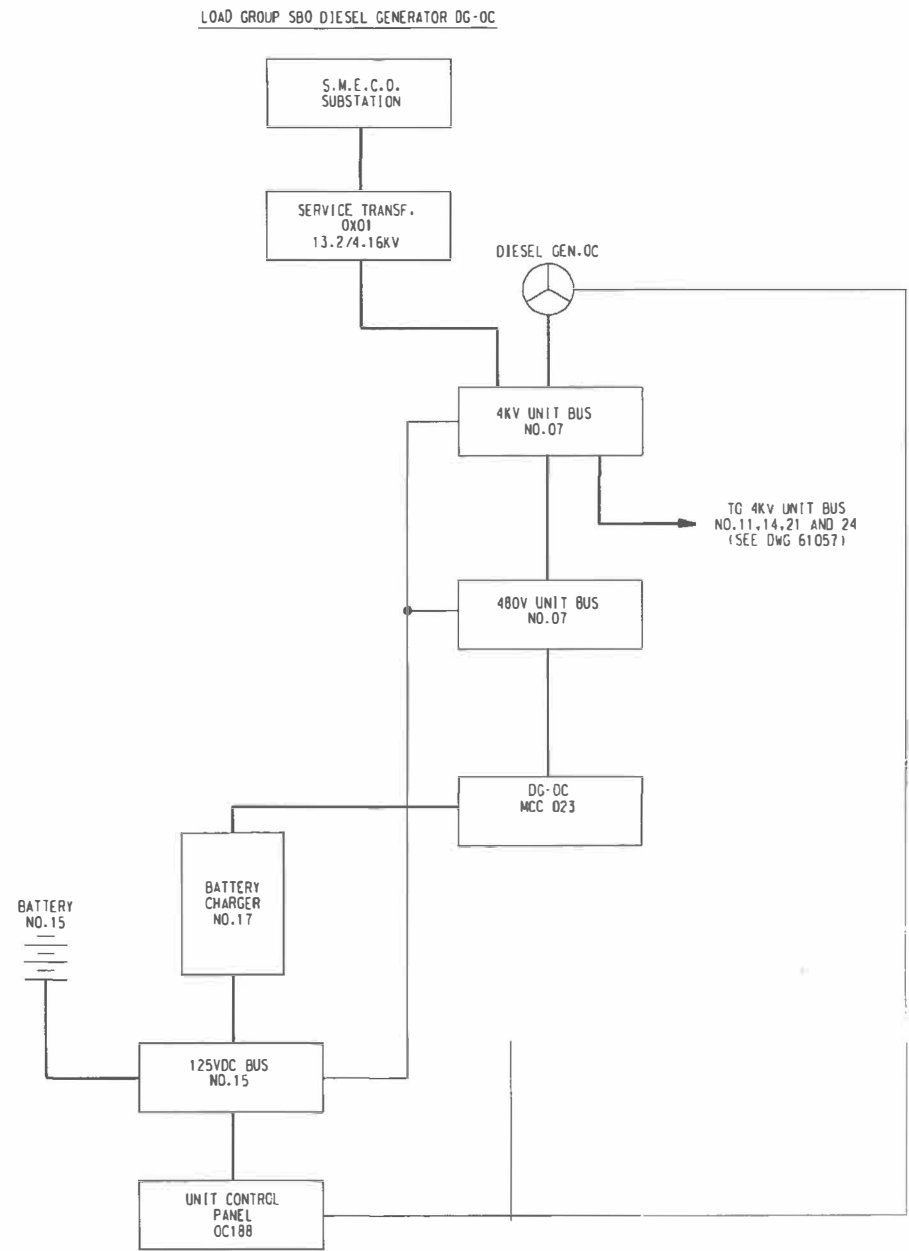 LOAD GROUP SBO DIESEL GENERATOR DG-0C
S.M.E.C.O.
SUBSTATION
SERVICE TRANSF.
0X01
13.2/4.16KV
DIESEL GEN.0C
4KV UNIT BUS
NO.07
TO 4KV UNIT BUS
NO.11,14,21 AND 24
(SEE DWG 61057)
480V UNIT BUS
NO.07
DG-0C
MCC 023
BATTERY
CHARGER
NO.17
BATTERY
NO.15
125VDC BUS
NO.15
UNIT CONTROL
PANEL
0C188